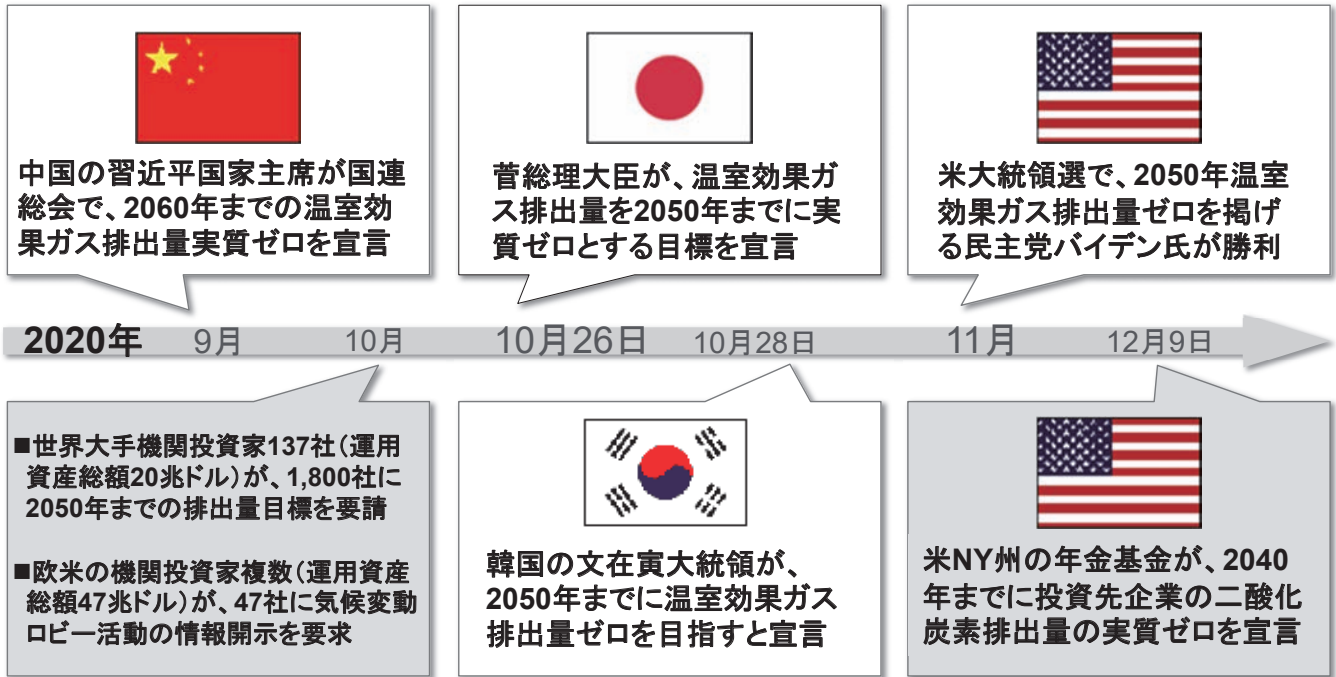 中国の習近平国家主席が国連
総会で、2060年までの温室効
果ガス排出量実質ゼロを宣言
菅総理大臣が、温室効果ガ
ス排出量を2050年までに実
質ゼロとする目標を宣言
米大統領選で、2050年温室
効果ガス排出量ゼロを掲げ
る民主党バイデン氏が勝利
2020年 9月 10月 10月26日 10月28日 11月 12月9日
■世界大手機関投資家137社（運用
資産総額20兆ドル）が、1,800社に
2050年までの排出量目標を要請
■欧米の機関投資家複数（運用資産
総額47兆ドル）が、47社に気候変動
ロビー活動の情報開示を要求
韓国の文在寅大統領が、
2050年までに温室効果ガス
排出量ゼロを目指すと宣言
米NY州の年金基金が、2040
年までに投資先企業の二酸化
炭素排出量の実質ゼロを宣言